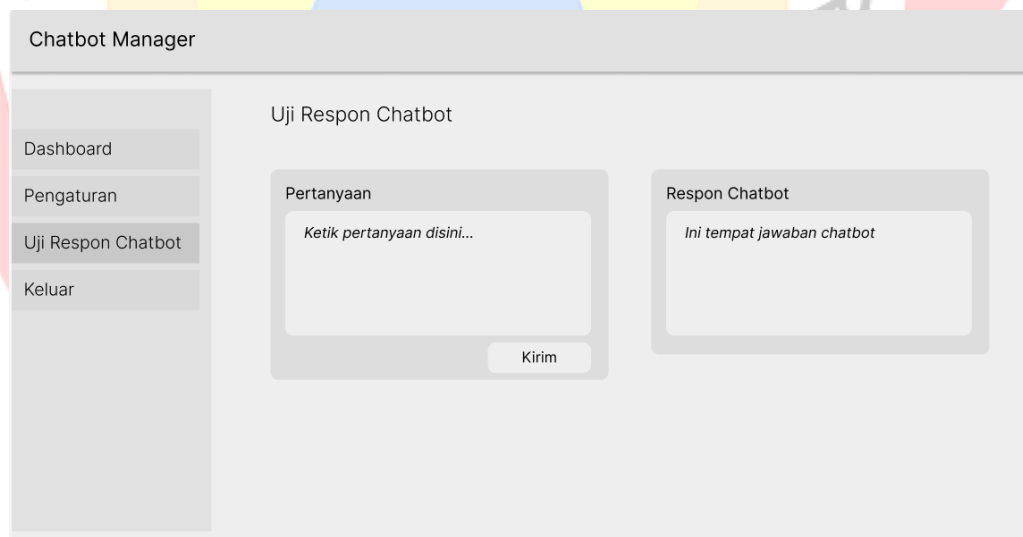 Chatbot Manager
Dashboard
Pengaturan
Uji Respon Chatbot
Keluar
Uji Respon Chatbot
Pertanyaan
Ketik pertanyaan disini...
Kirim
Respon Chatbot
Ini tempat jawaban chatbot